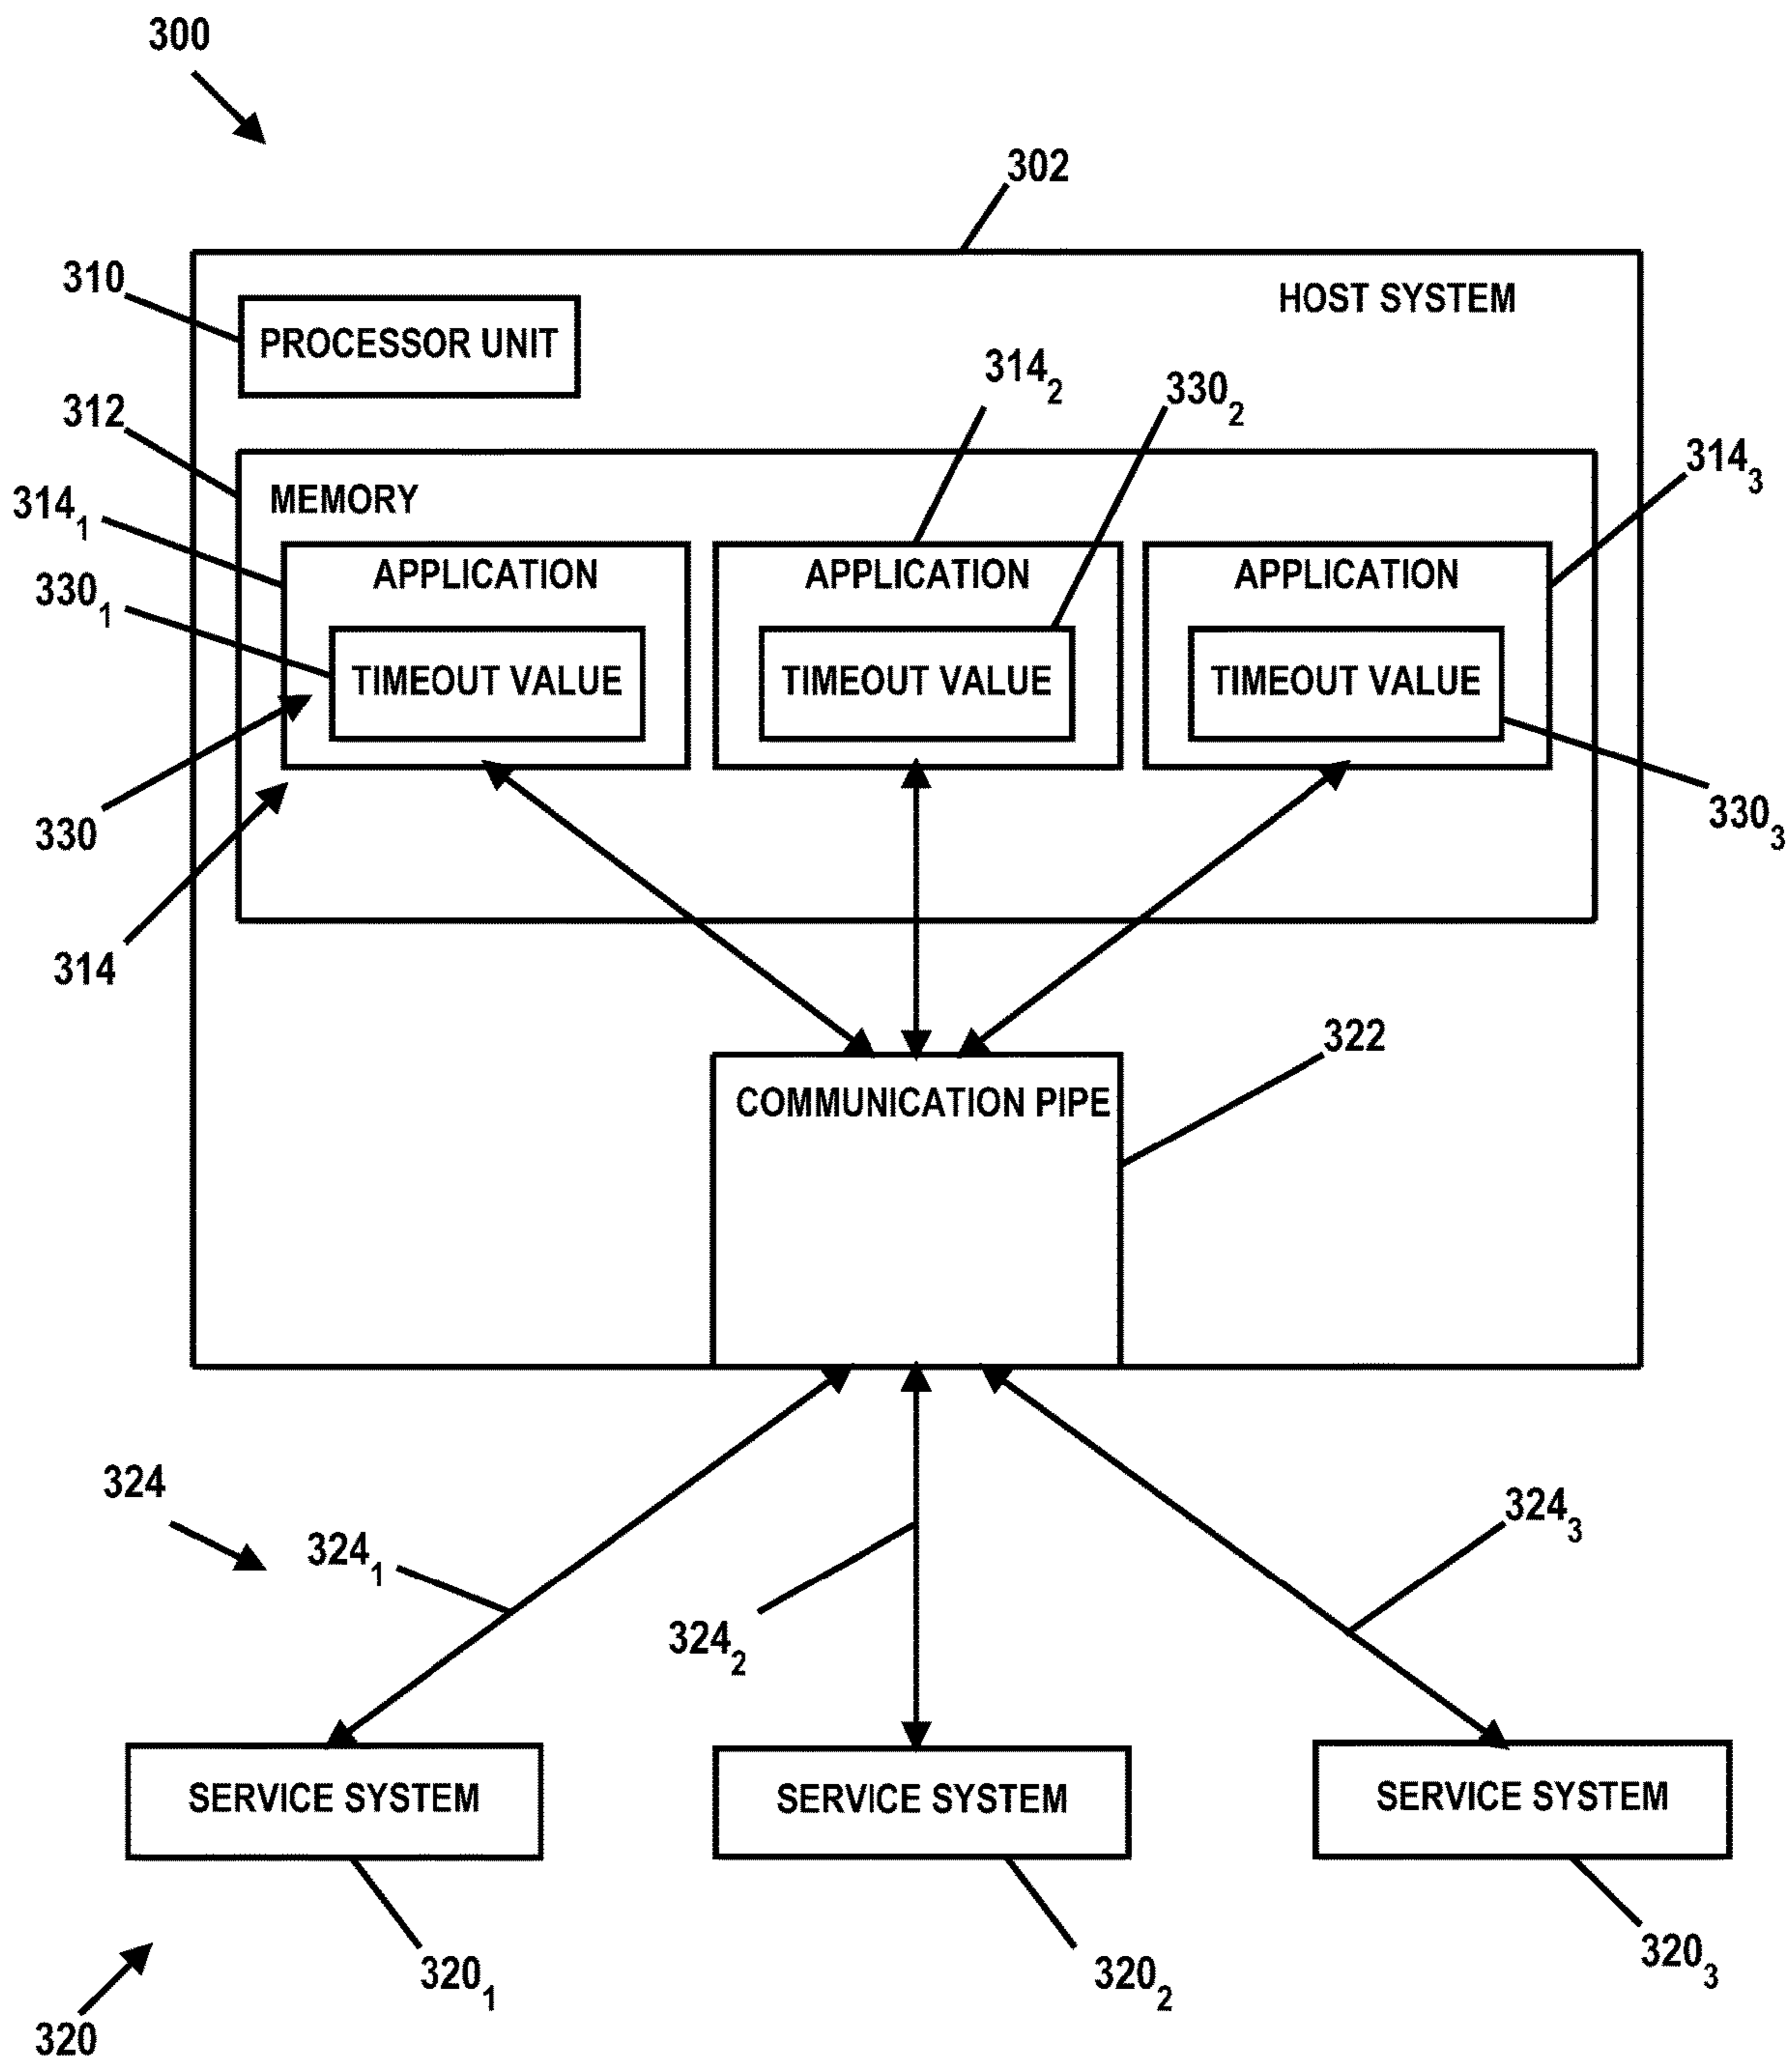 300
302
310
PROCESSOR UNIT
HOST SYSTEM
312
314₂
330₂
314₃
MEMORY
314₁
APPLICATION
APPLICATION
APPLICATION
330₁
TIMEOUT VALUE
TIMEOUT VALUE
TIMEOUT VALUE
330
330₃
314
322
COMMUNICATION PIPE
324
324₁
324₂
324₃
SERVICE SYSTEM
SERVICE SYSTEM
SERVICE SYSTEM
320₁
320₂
320₃
320